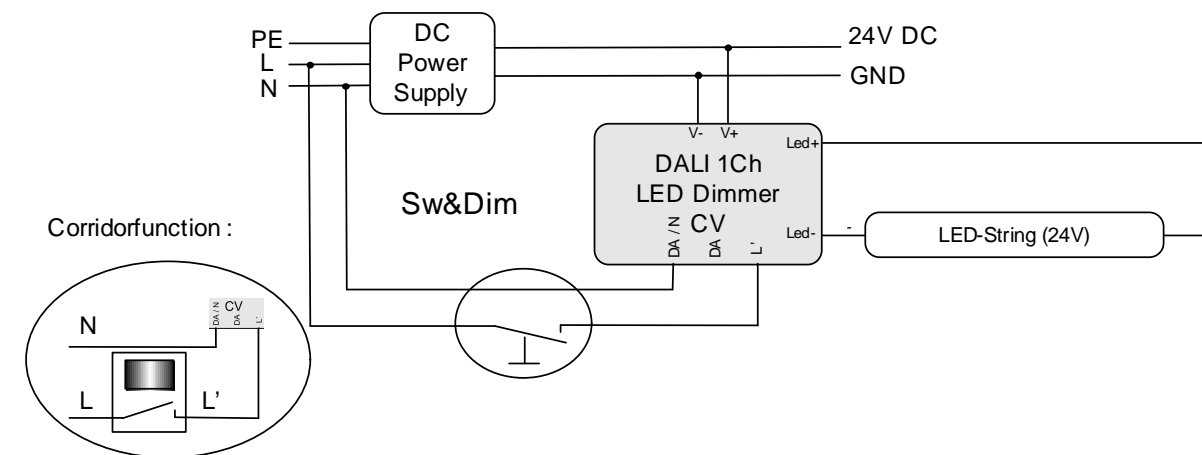 PE
L
N
DC
Power
Supply
24V DC
GND
V- V+
Led+
DALI 1Ch
LED Dimmer
CV
DA / N
DA
L'
Led-
-
LED-String (24V)
Sw&Dim
Corridorfunction :
CV
DA / N
DA
L'
N
L
L'